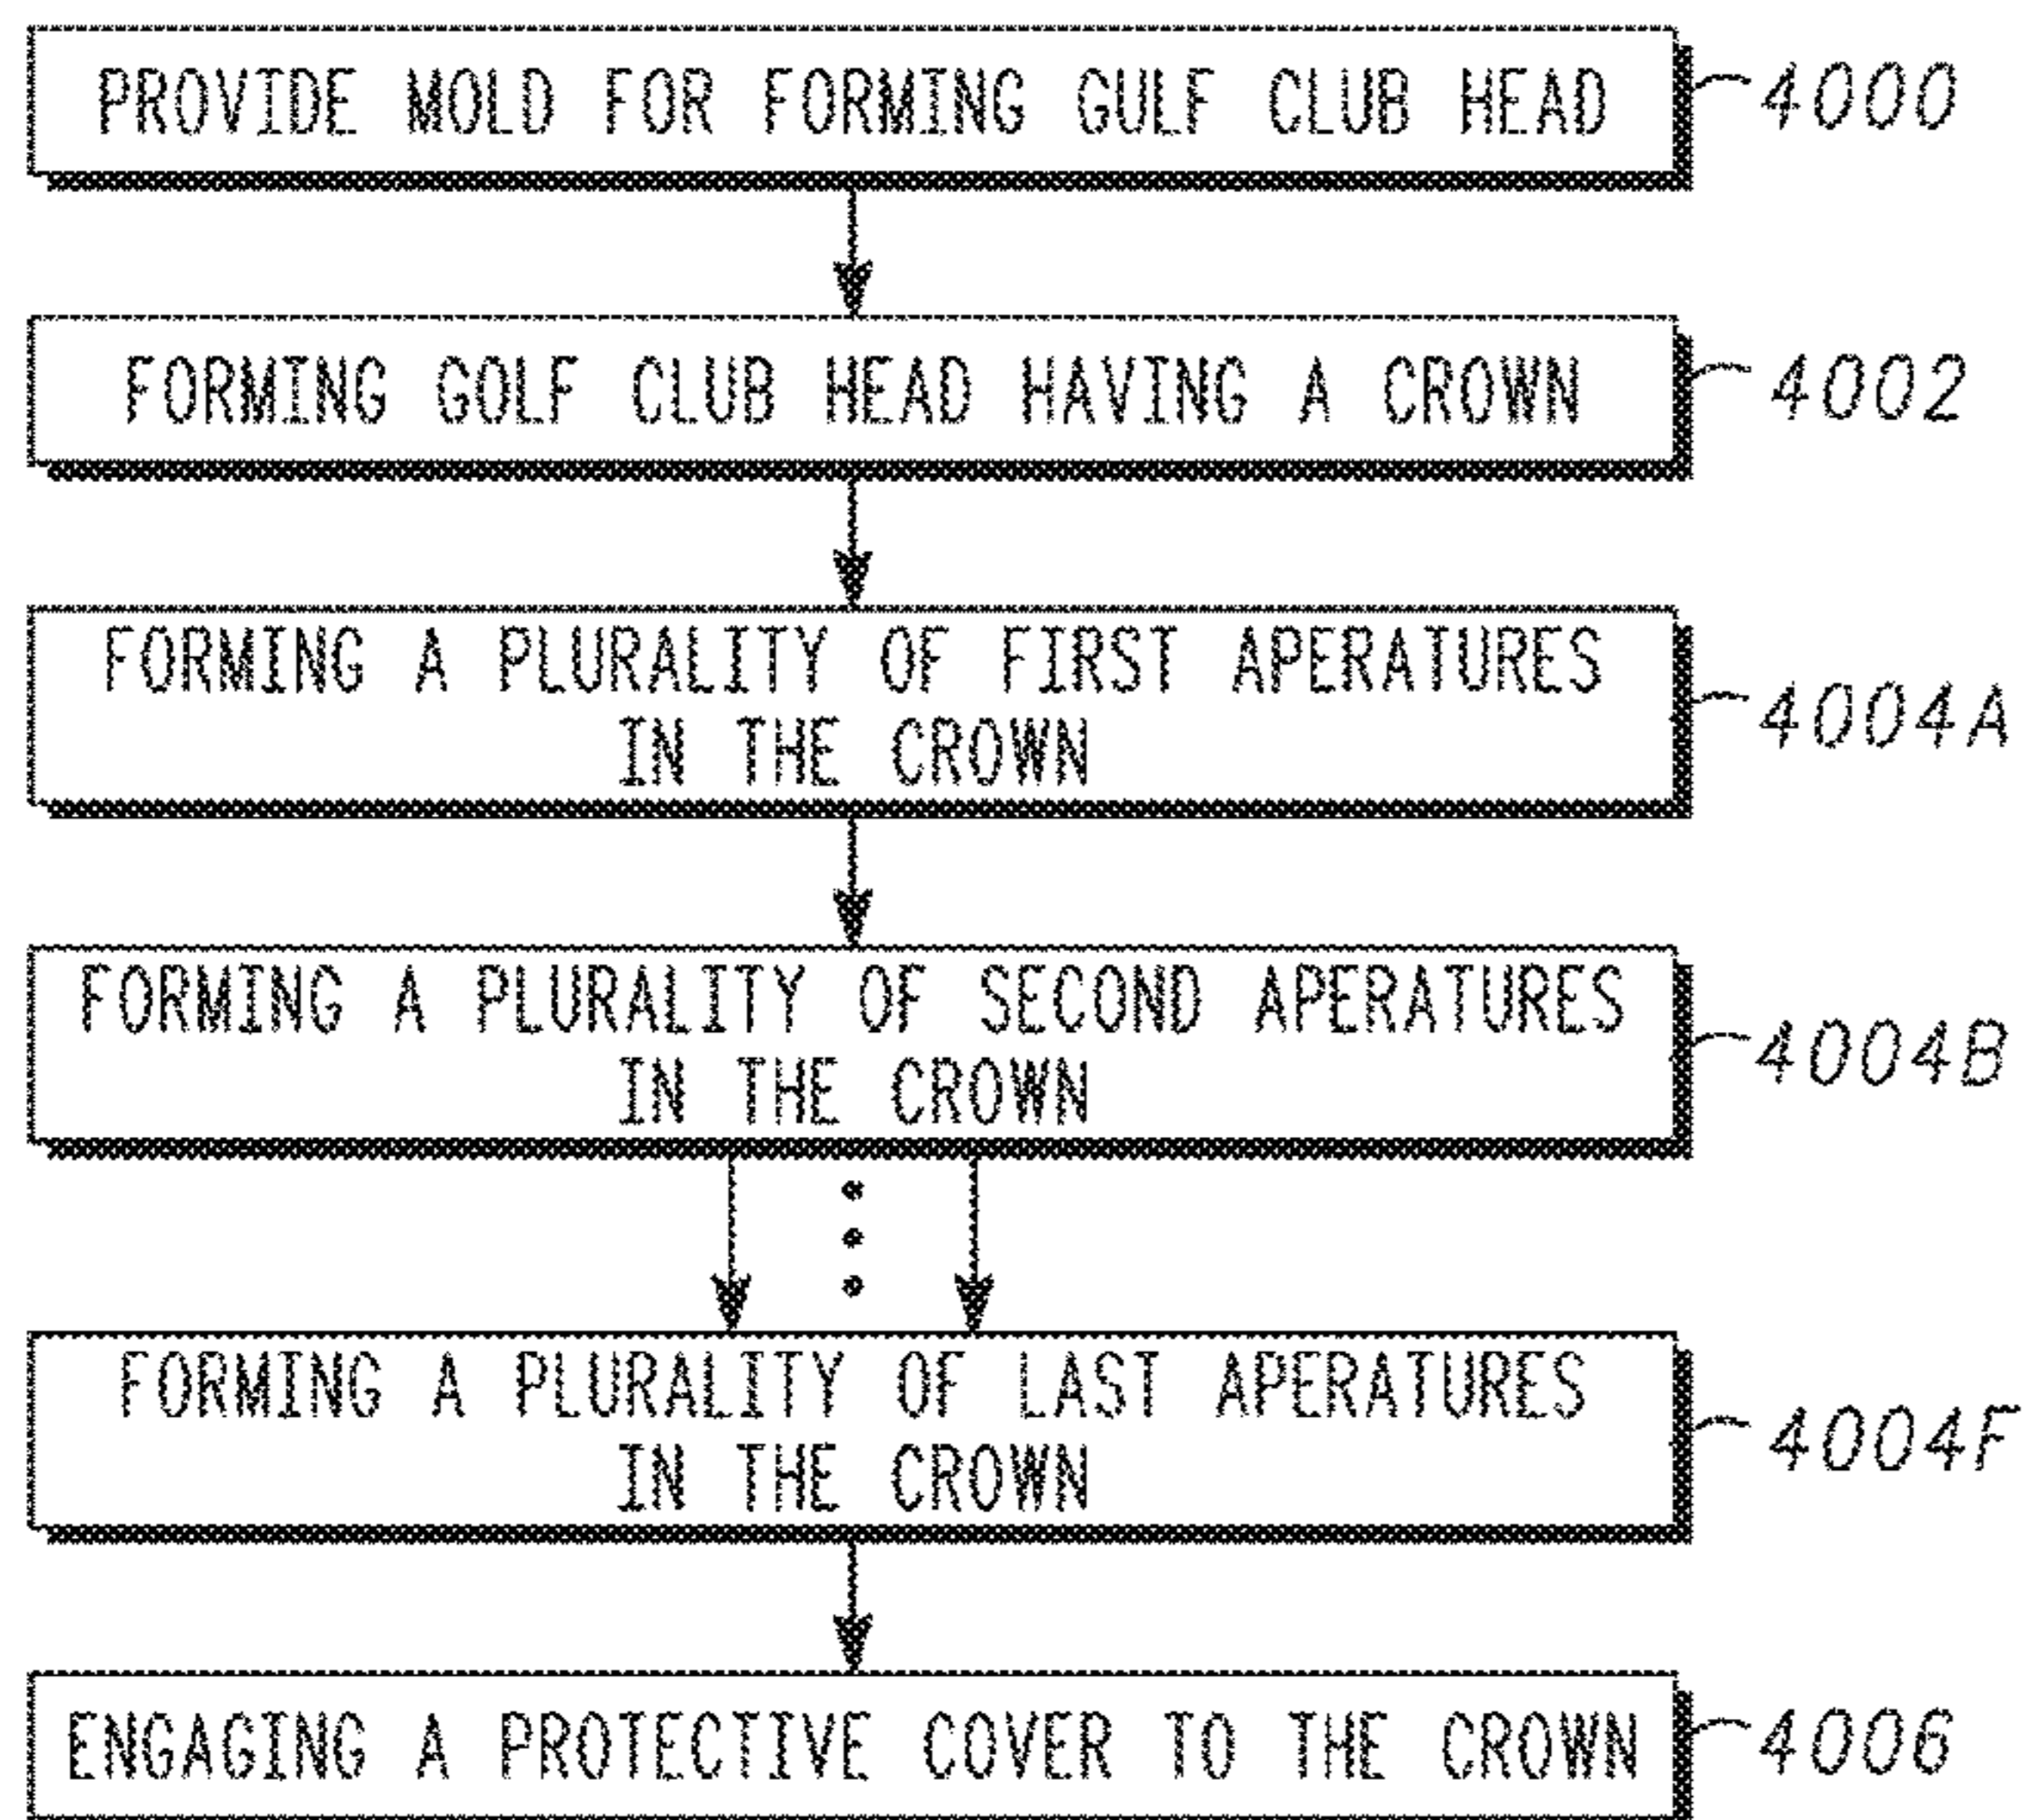 PROVIDE MOLD FOR FORMING GULF CLUB HEAD
4000
FORMING GOLF CLUB HEAD HAVING A CROWN
4002
FORMING A PLURALITY OF FIRST APERATURES
IN THE CROWN
4004A
FORMING A PLURALITY OF SECOND APERATURES
IN THE CROWN
4004B
FORMING A PLURALITY OF LAST APERATURES
IN THE CROWN
4004F
ENGAGING A PROTECTIVE COVER TO THE CROWN
4006